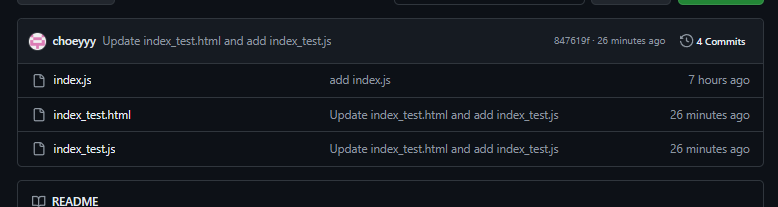 choeyyy Update index_test.html and add index_test.js 847619f · 26 minutes ago 4 Commits
index.js add index.js 7 hours ago
index_test.html Update index_test.html and add index_test.js 26 minutes ago
index_test.js Update index_test.html and add index_test.js 26 minutes ago
README